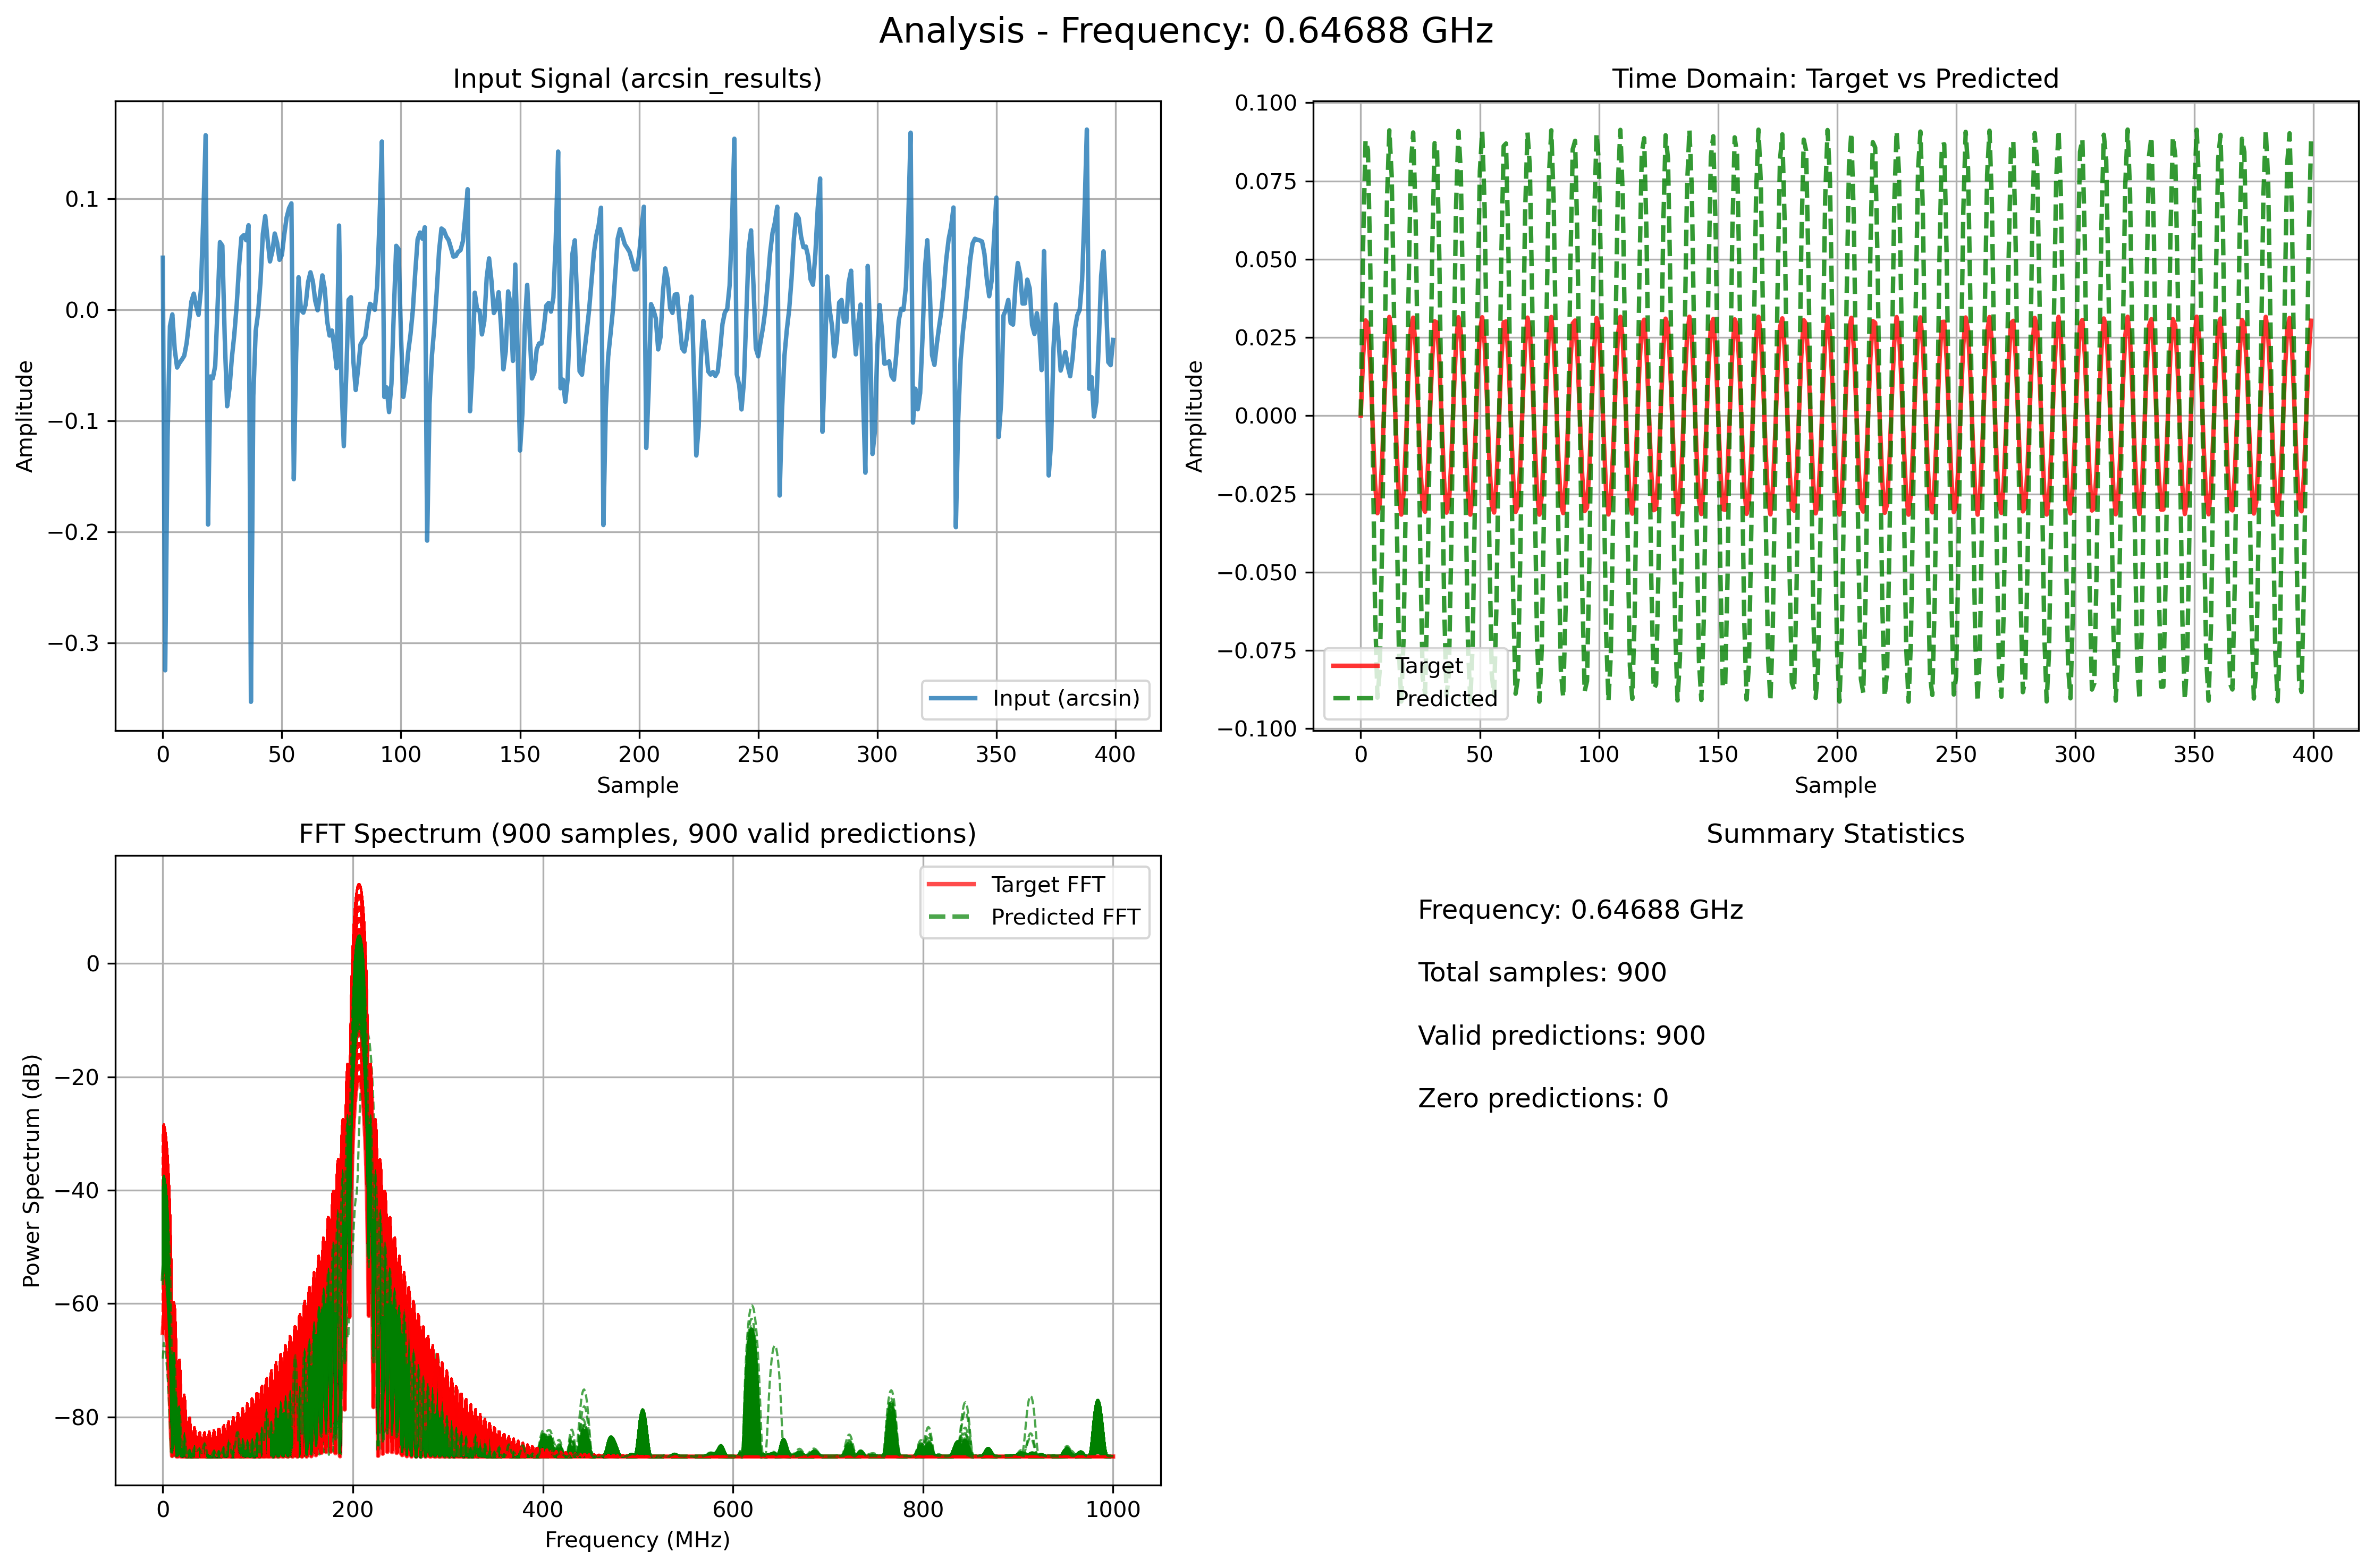 Analysis - Frequency: 0.64688 GHz
Input Signal (arcsin_results)
Amplitude
0.1
0.0
−0.1
−0.2
−0.3
Input (arcsin)
0 50 100 150 200 250 300 350 400
Sample
Time Domain: Target vs Predicted
Amplitude
0.100
0.075
0.050
0.025
0.000
−0.025
−0.050
−0.075
−0.100
Target
Predicted
0 50 100 150 200 250 300 350 400
Sample
FFT Spectrum (900 samples, 900 valid predictions)
Power Spectrum (dB)
0
−20
−40
−60
−80
Target FFT
Predicted FFT
0 200 400 600 800 1000
Frequency (MHz)
Summary Statistics
Frequency: 0.64688 GHz
Total samples: 900
Valid predictions: 900
Zero predictions: 0